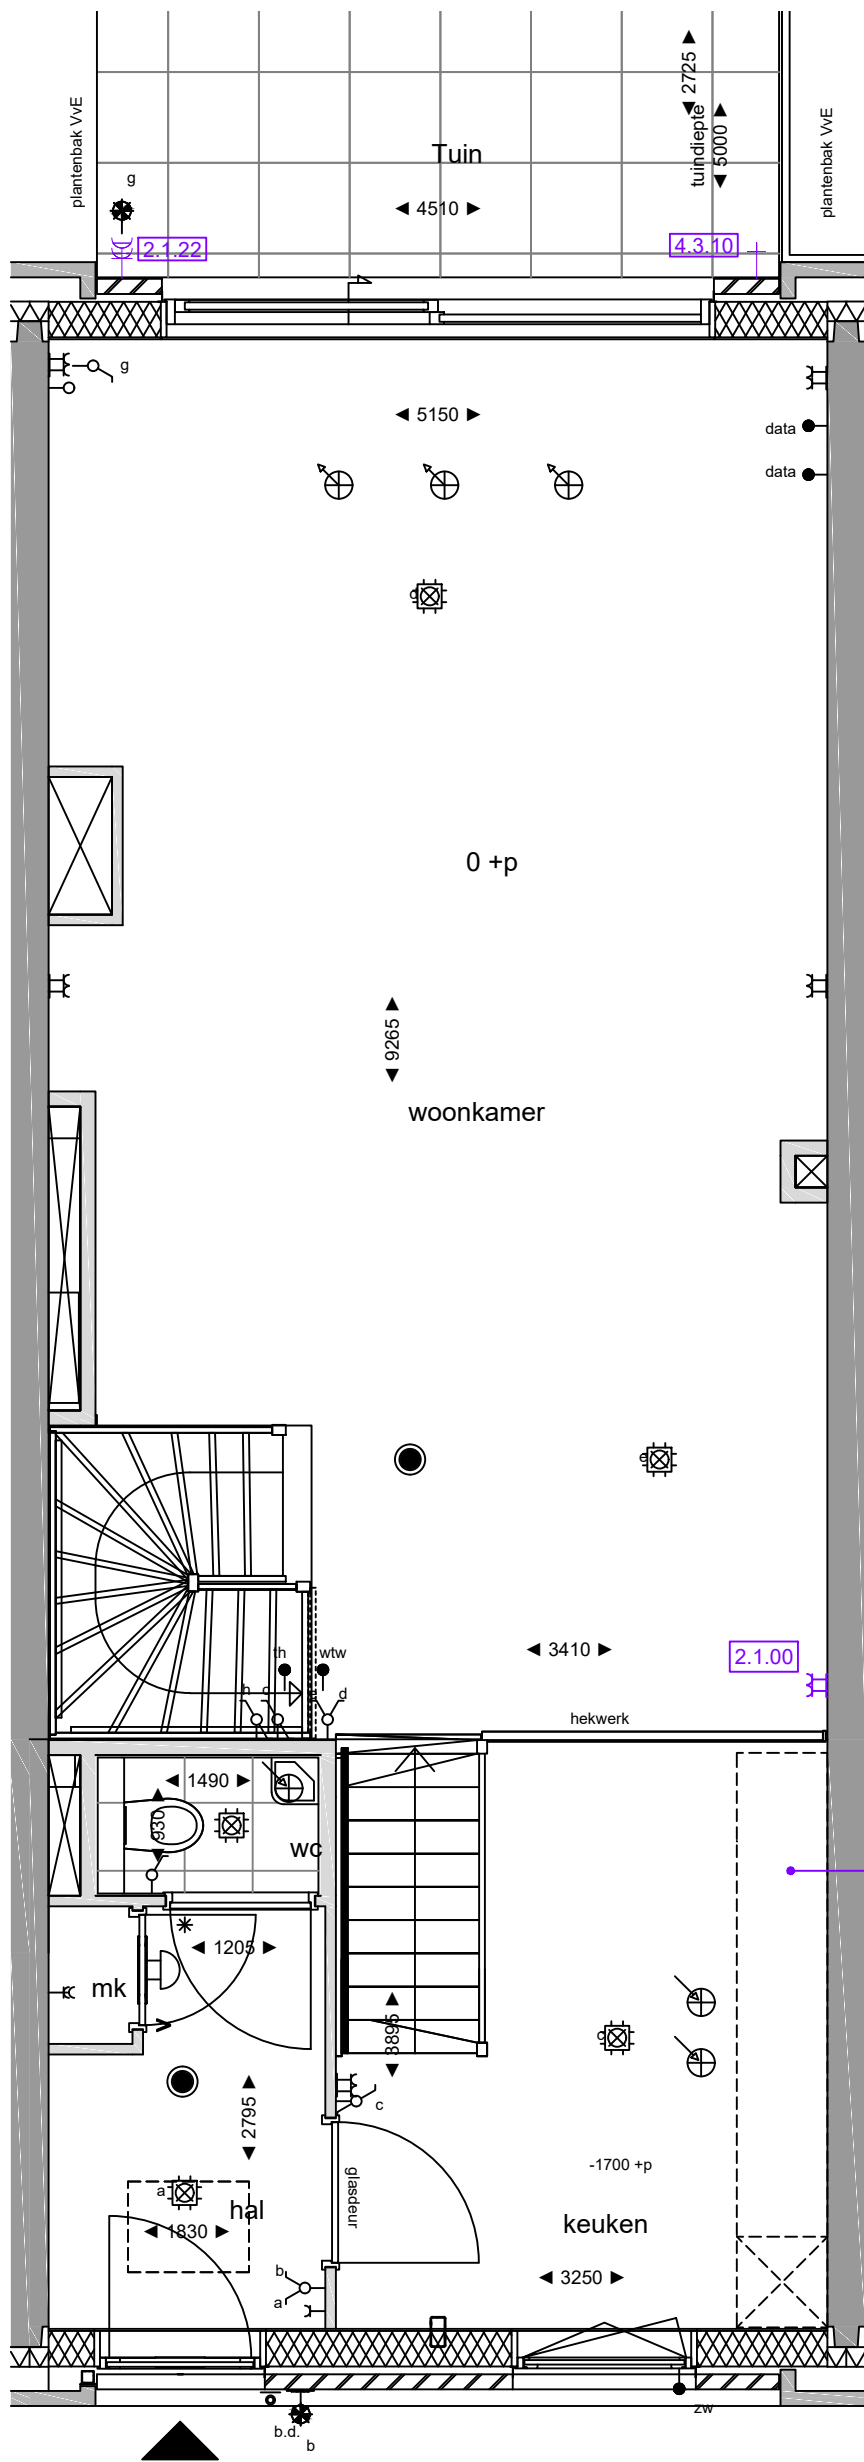 2725
plantenbak VvE
plantenbak VvE
tuindiepte
5000
Tuin
g
4510
2.1.22
4.3.10
g
5150
data
data
d
0 +p
9265
woonkamer
e
3410
2.1.00
th
wtw
h
c
e
d
hekwerk
1490
930
wc
1205
mk
3895
c
c
2795
-1700 +p
glasdeur
a
hal
keuken
1830
b
a
3250
b.d.
b
zw